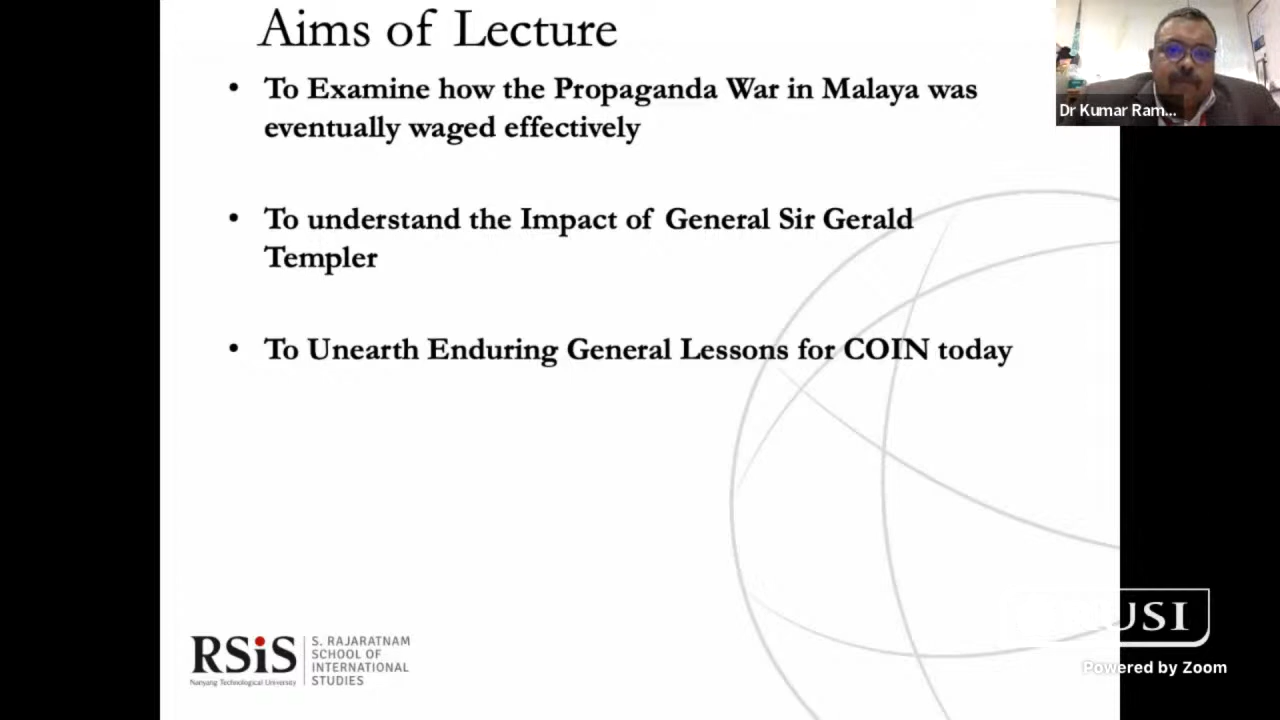 Aims of Lecture
• To Examine how the Propaganda War in Malaya was
eventually waged effectively
• To understand the Impact of General Sir Gerald
Templer
• To Unearth Enduring General Lessons for COIN today
Dr Kumar Ram...
RSiS
Nanyang Technological University
S. RAJARATNAM
SCHOOL OF
INTERNATIONAL
STUDIES
USI
Powered by Zoom